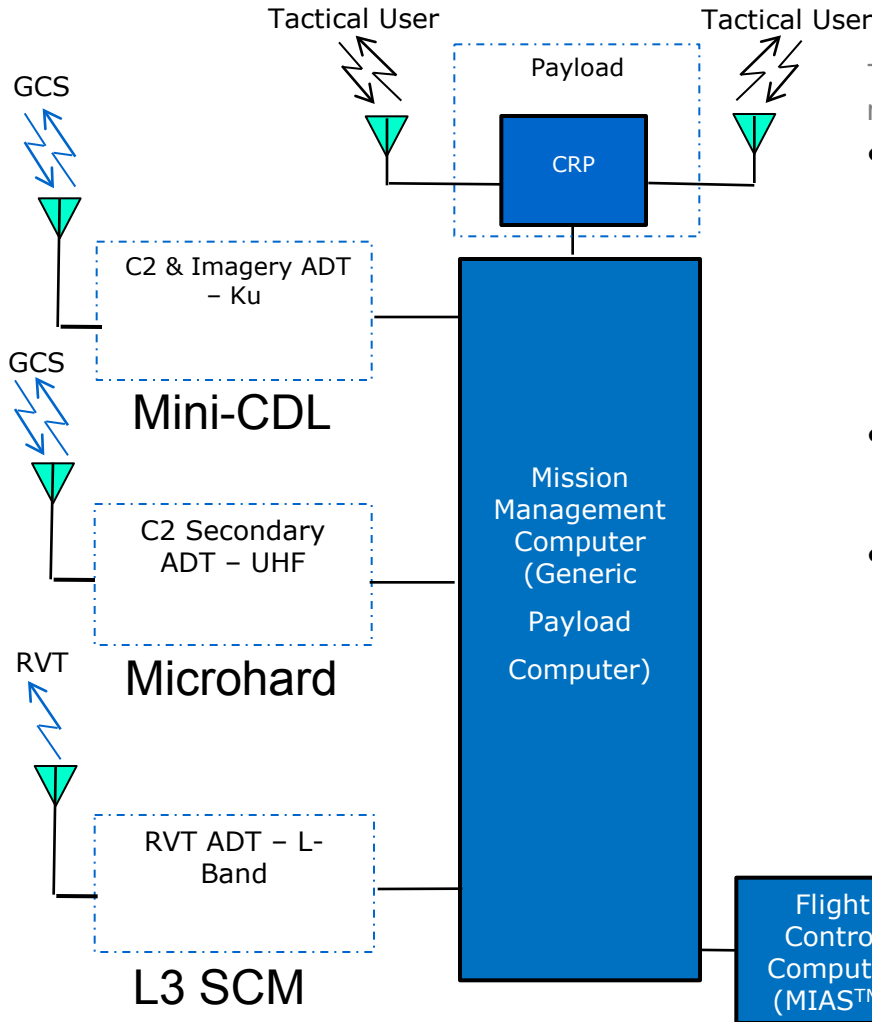 Tactical User
Tactical User
GCS
Payload
CRP
C2 & Imagery ADT
– Ku
Mini-CDL
GCS
C2 Secondary
ADT – UHF
Microhard
RVT
RVT ADT – L-
Band
L3 SCM
Mission
Management
Computer
(Generic
Payload
Computer)
Flight
(MIAS™